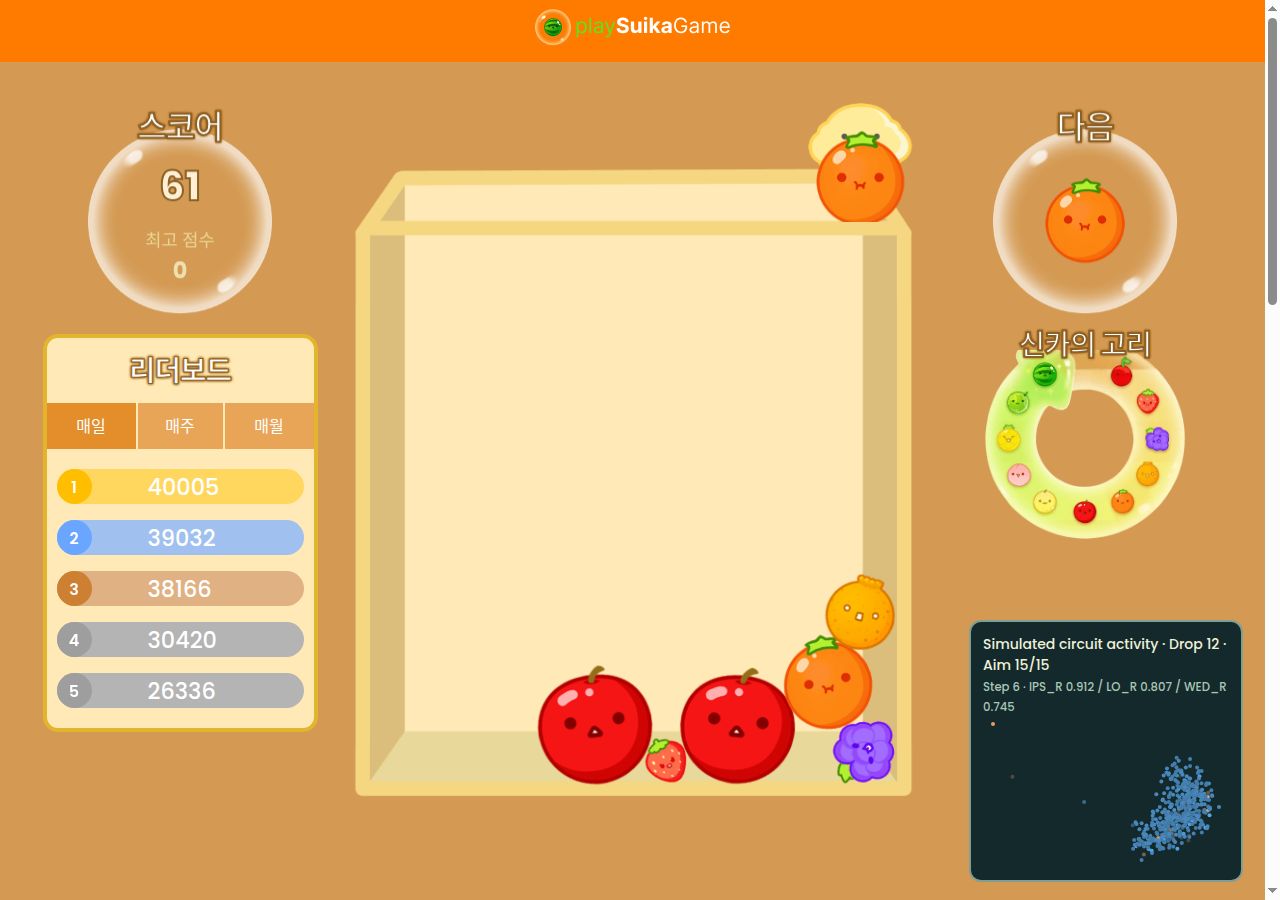 playSuikaGame
스코어
61
최고 점수
0
다음
신카의 고리
리더보드
매일 매주 매월
1 40005
2 39032
3 38166
4 30420
5 26336
Simulated circuit activity · Drop 12 ·
Aim 15/15
Step 6 · IPS_R 0.912 / LO_R 0.807 / WED_R
0.745